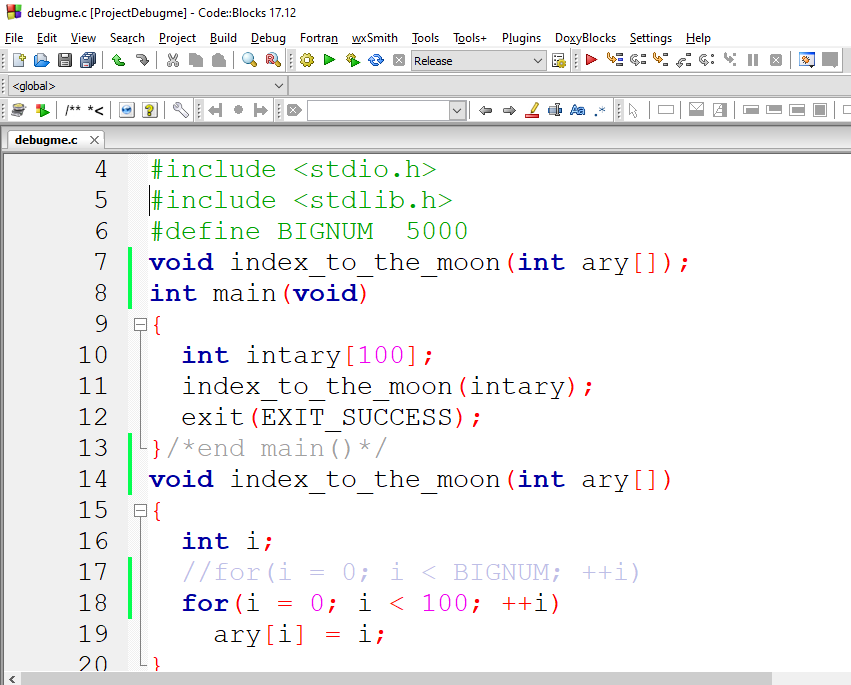 debugme.c [ProjectDebugme] - Code::Blocks 17.12
File Edit View Search Project Build Debug Fortran wxSmith Tools Tools+ Plugins DoxyBlocks Settings Help
Release
<global>
/** *<
Aa .*
debugme.c
4 #include <stdio.h>
5 #include <stdlib.h>
6 #define BIGNUM  5000
7 void index_to_the_moon(int ary[]);
8 int main(void)
9 {
10   int intary[100];
11   index_to_the_moon(intary);
12   exit(EXIT_SUCCESS);
13 }/*end main()*/
14 void index_to_the_moon(int ary[])
15 {
16   int i;
17   //for(i = 0; i < BIGNUM; ++i)
18   for(i = 0; i < 100; ++i)
19     ary[i] = i;
20 }